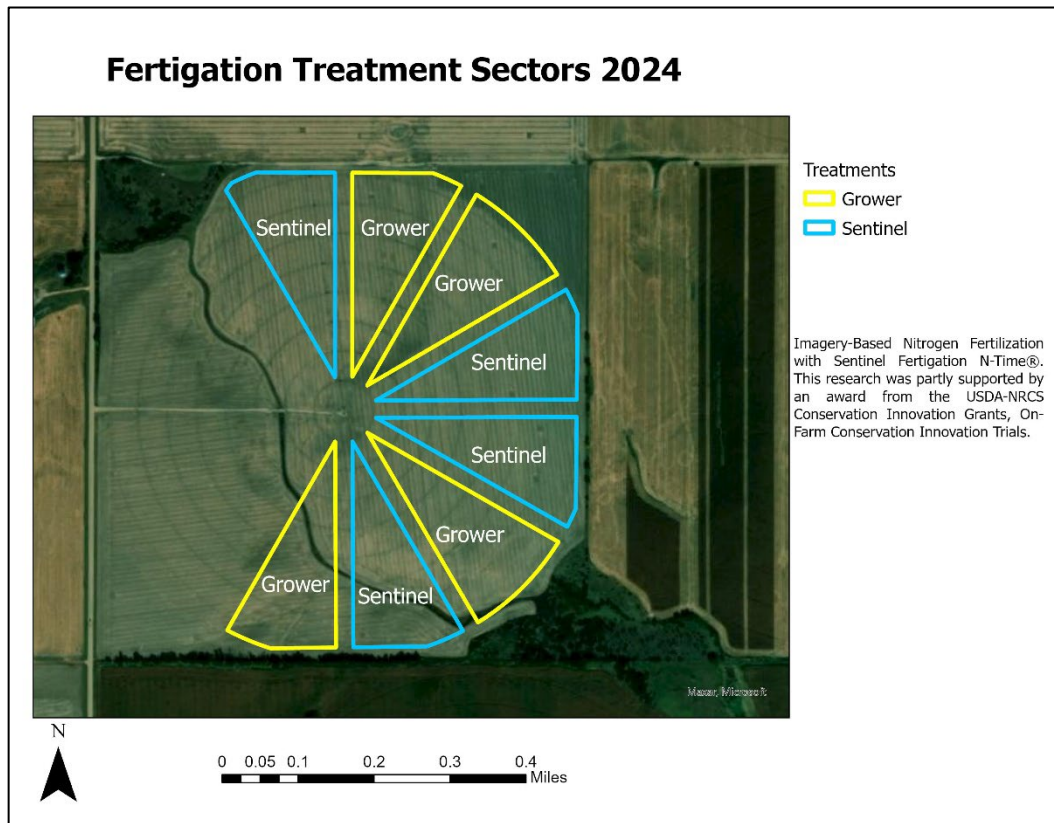 Fertigation Treatment Sectors 2024
Treatments
Grower
Sentinel
Sentinel
Grower
Grower
Sentinel
Sentinel
Grower
Grower
Sentinel
Imagery-Based Nitrogen Fertilization
with Sentinel Fertigation N-Time®.
This research was partly supported by
an award from the USDA-NRCS
Conservation Innovation Grants, On-
Farm Conservation Innovation Trials.
Maxar, Microsoft
N
0 0.05 0.1 0.2 0.3 0.4
Miles